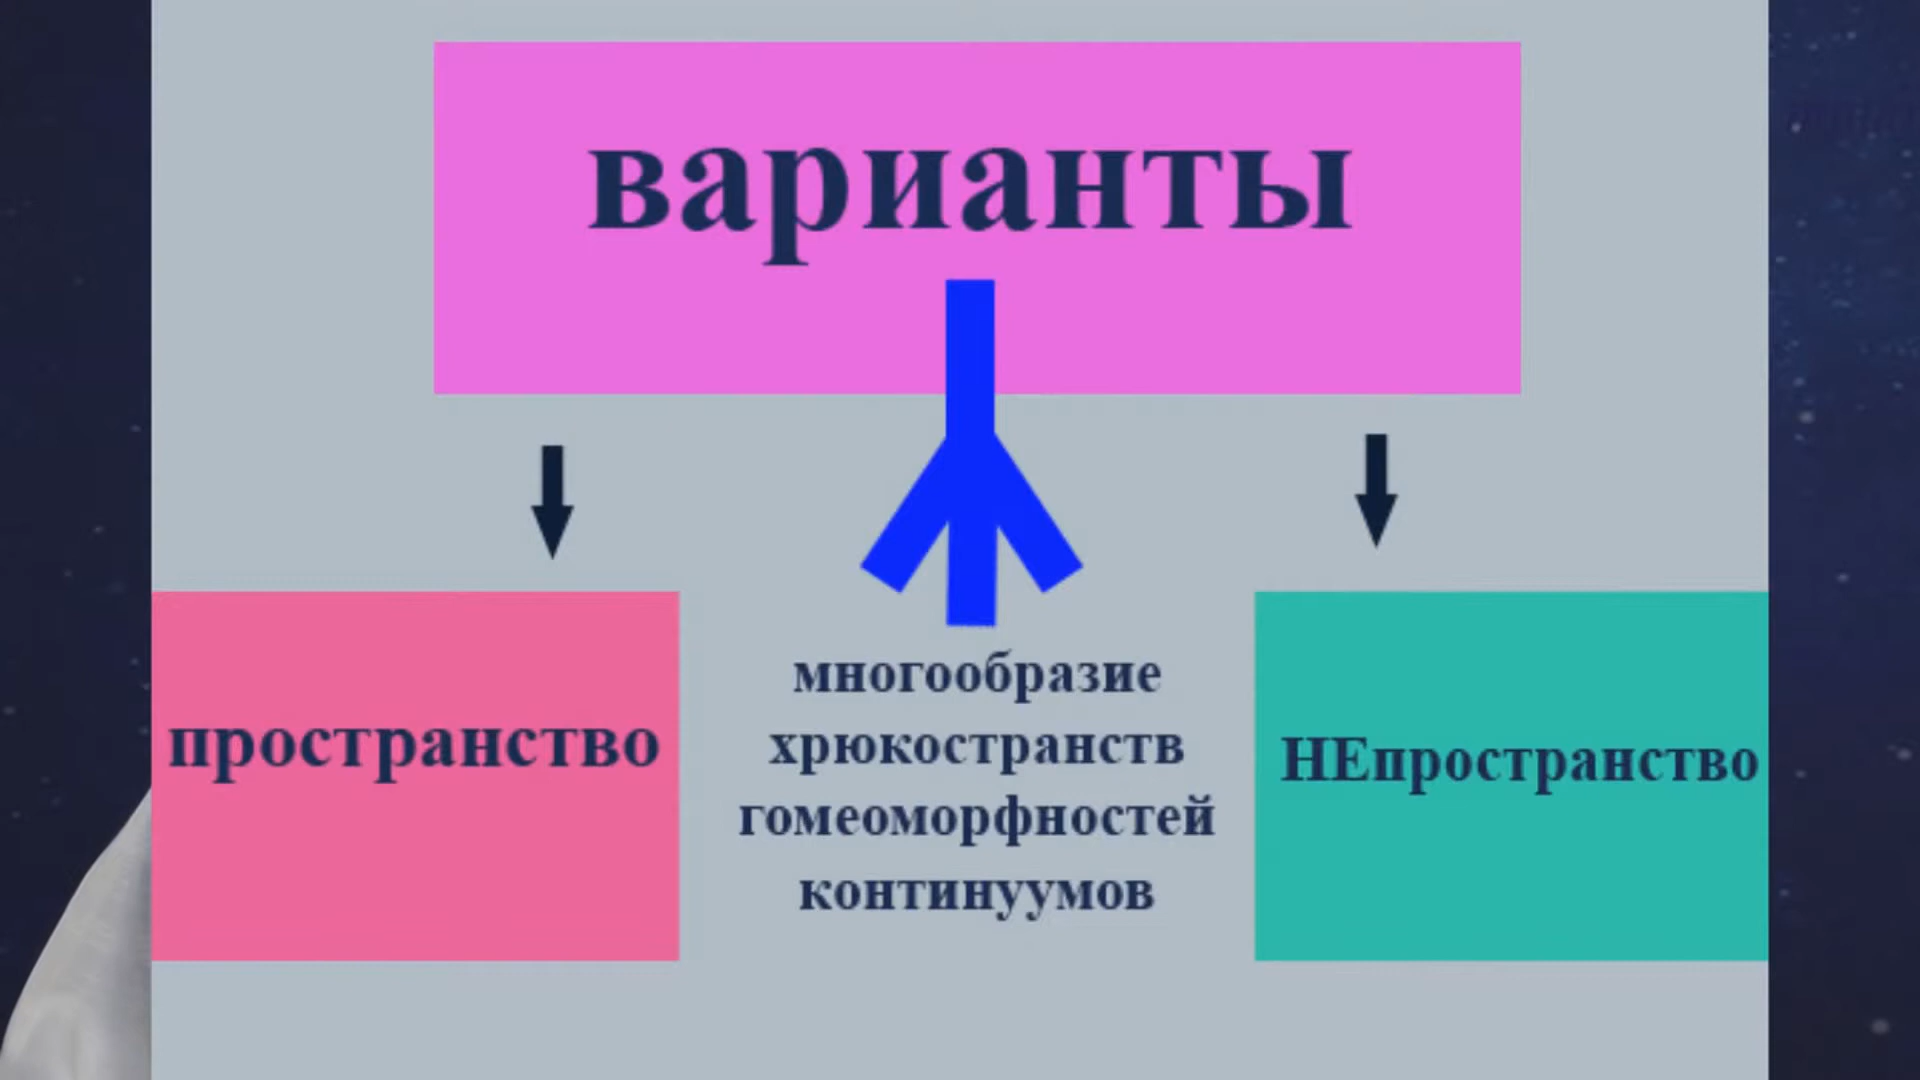 варианты
пространство
многообразие
хрюкостранств
гомеоморфностей
континуумов
НЕпространство